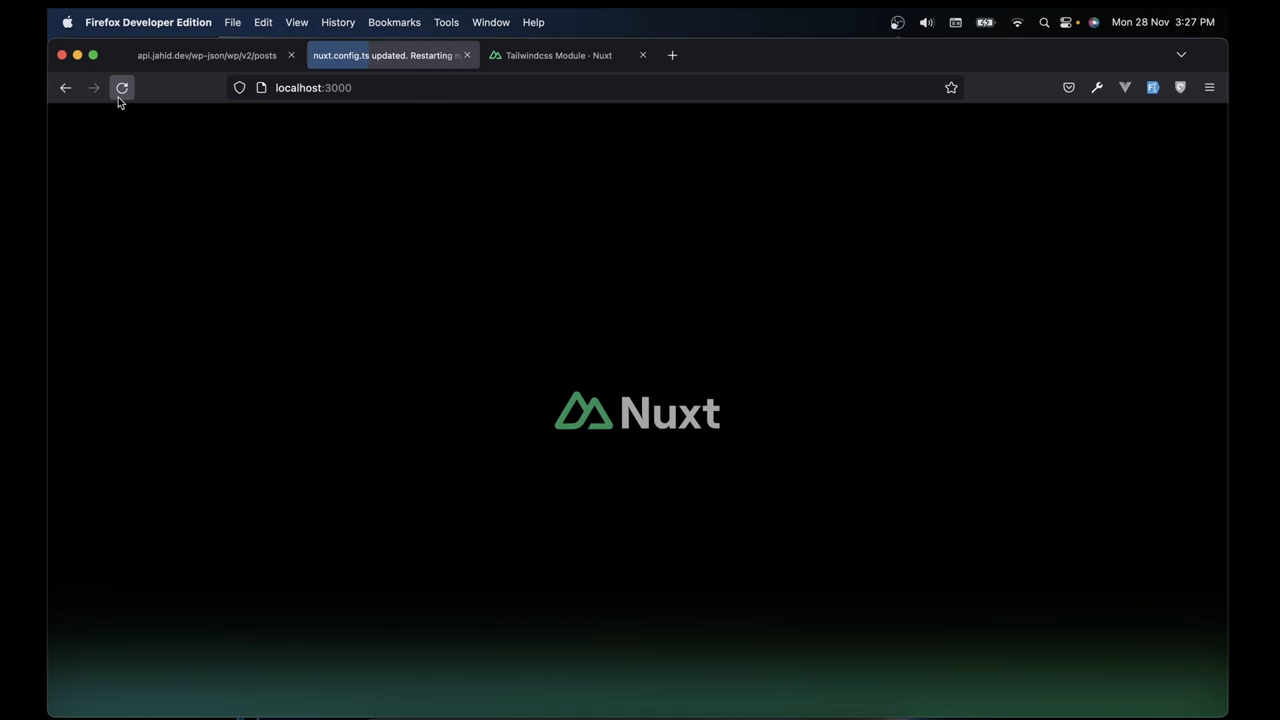 Firefox Developer Edition File Edit View History Bookmarks Tools Window Help Mon 28 Nov 3:27 PM
api.jahid.dev/wp-json/wp/v2/posts nuxt.config.ts updated. Restarting Tailwindcss Module · Nuxt
localhost:3000
Nuxt